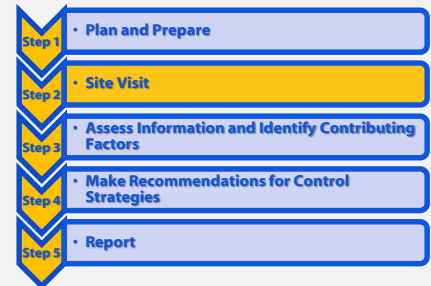 Step 1
• Plan and Prepare
Step 2
• Site Visit
Step 3
• Assess Information and Identify Contributing
Factors
Step 4
• Make Recommendations for Control
Strategies
Step 5
• Report